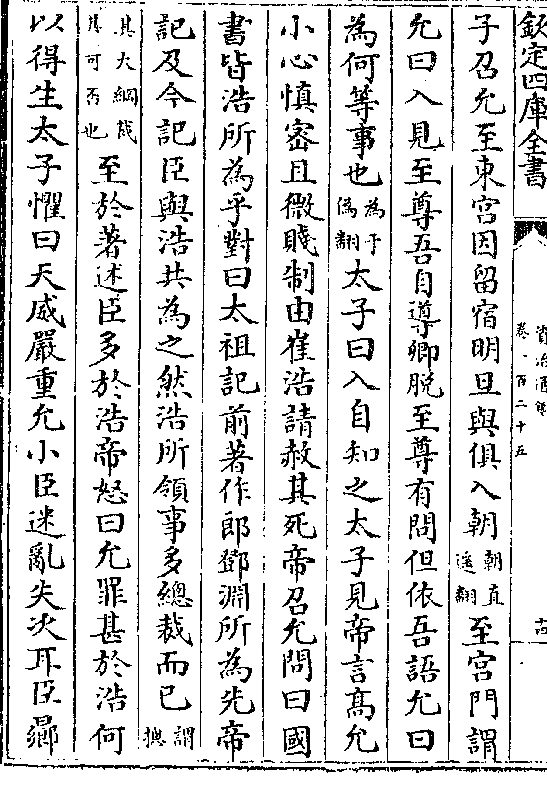 欽定四庫全書
資治通鑑
卷一百二十五
十四
子召允至東宮因留宿明旦與俱入朝朝直遙翻至宮門謂
允曰入見至尊吾自導卿脫至尊有問但依吾語允曰
為何等事也為于偽翻太子曰入自知之太子見帝言高允
小心慎密且微賤制由崔浩請赦其死帝召允問曰國
書皆浩所為乎對曰太祖記前著作郎鄧淵所為先帝
記及今記臣與浩共為之然浩所領事多總裁而已謂總
其大綱裁其可否也至於著述臣多於浩帝怒曰允罪甚於浩何
以得生太子懼曰天威嚴重允小臣迷亂失次耳臣曏